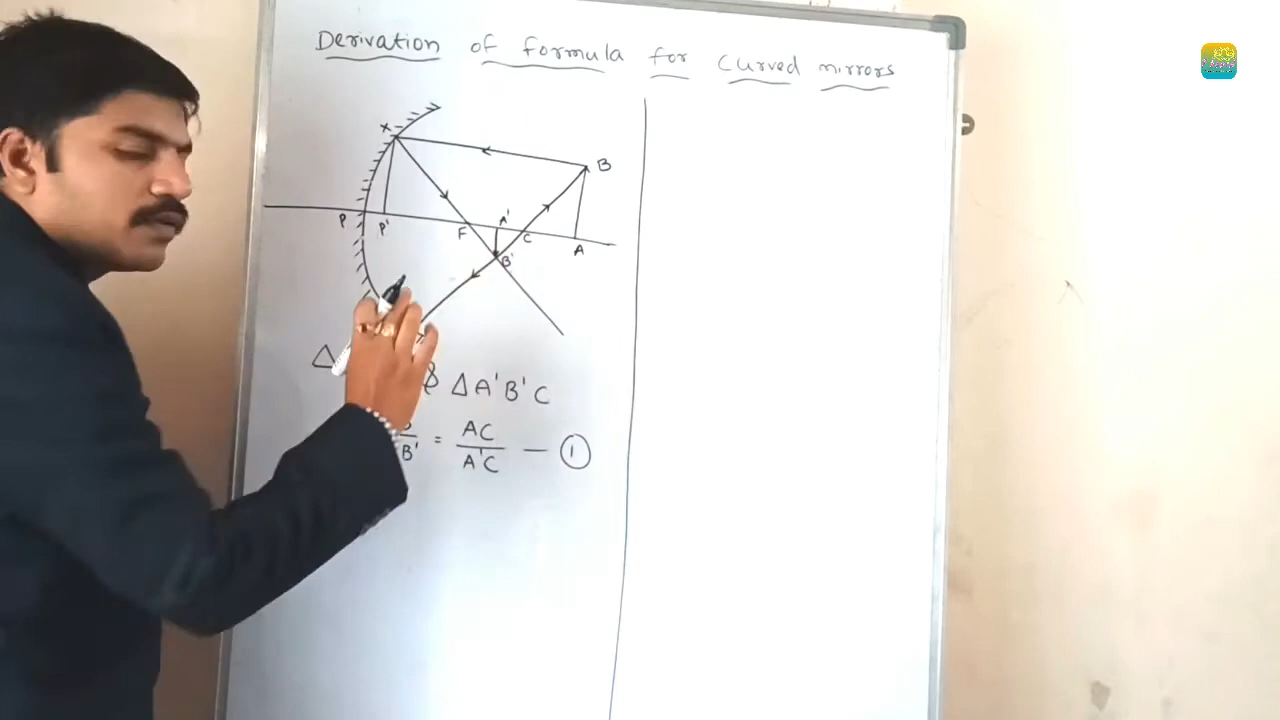 Derivation of formula for curved mirrors
X
B
P
P'
F
A'
C
A
B'
Δ & Δ A'B'C
B' = AC / A'C — ①